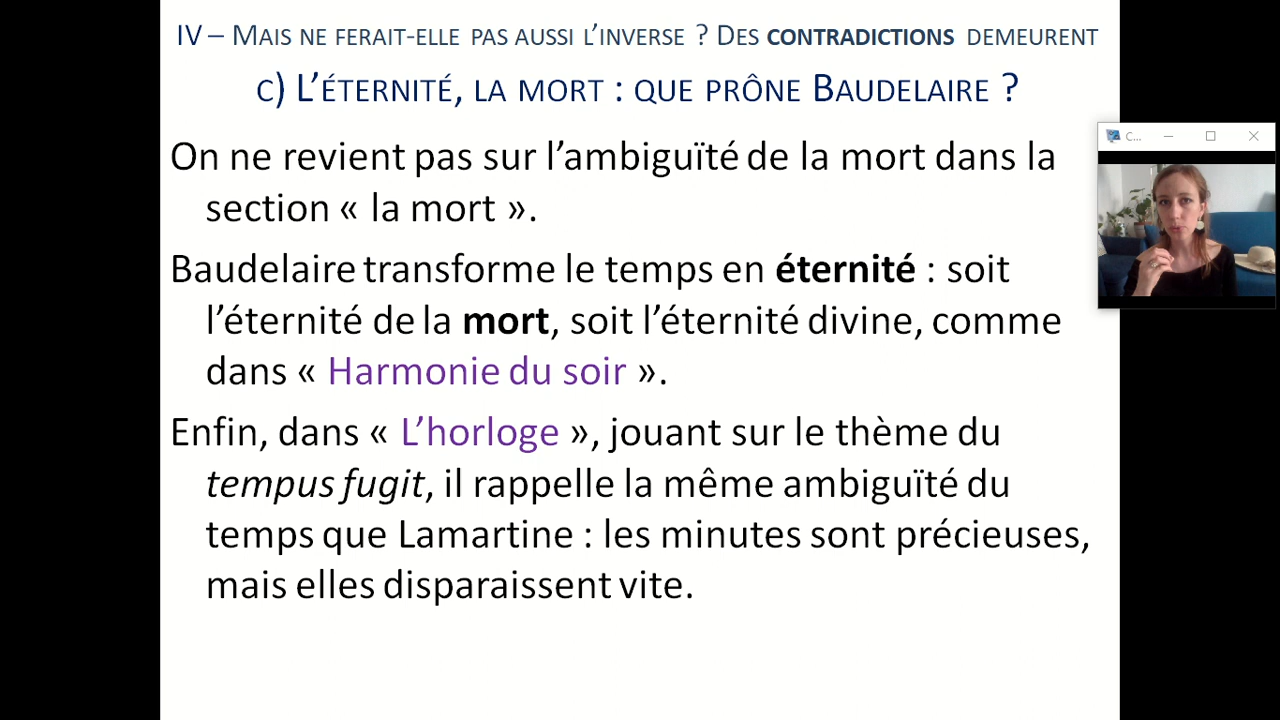 IV – MAIS NE FERAIT-ELLE PAS AUSSI L’INVERSE ? DES CONTRADICTIONS DEMEURENT
C) L’ÉTERNITÉ, LA MORT : QUE PRÔNE BAUDELAIRE ?
On ne revient pas sur l’ambiguïté de la mort dans la
section « la mort ».
Baudelaire transforme le temps en éternité : soit
l’éternité de la mort, soit l’éternité divine, comme
dans « Harmonie du soir ».
Enfin, dans « L’horloge », jouant sur le thème du
tempus fugit, il rappelle la même ambiguïté du
temps que Lamartine : les minutes sont précieuses,
mais elles disparaissent vite.
C...